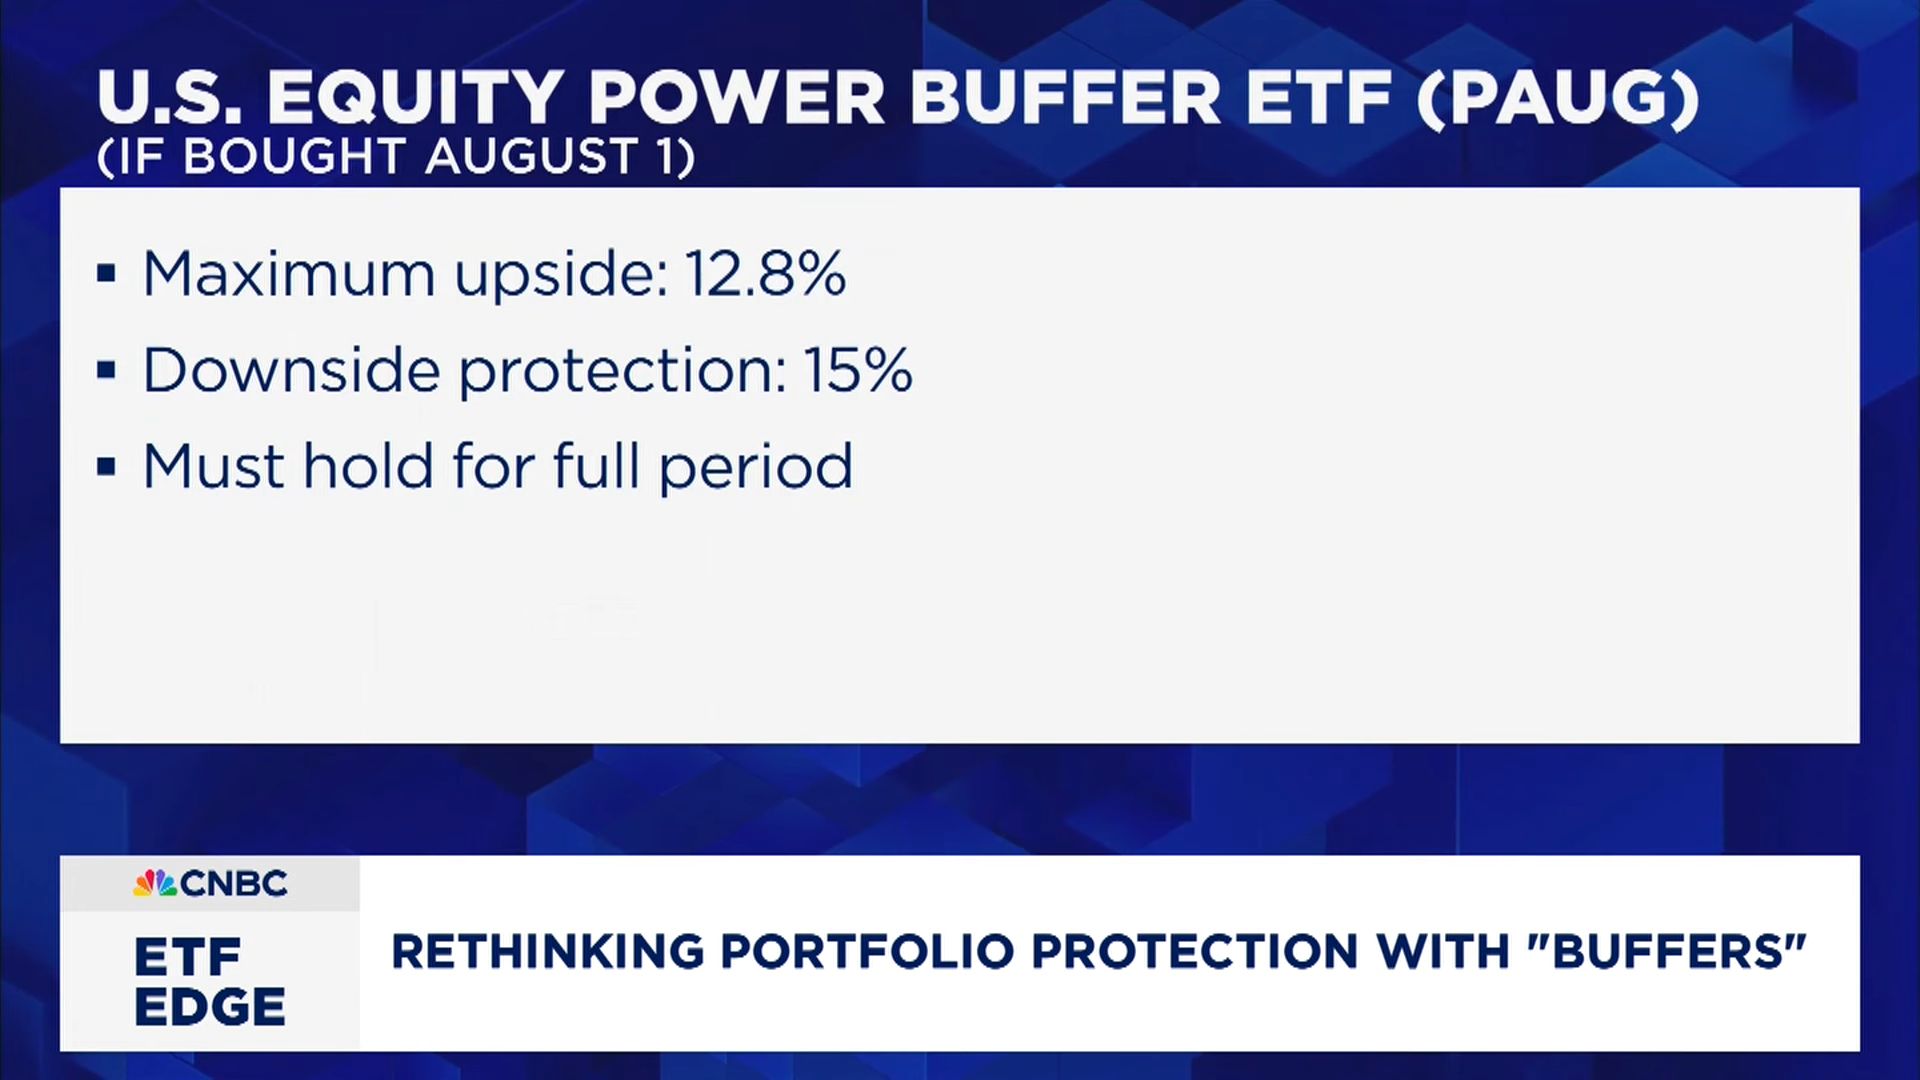 U.S. EQUITY POWER BUFFER ETF (PAUG)
(IF BOUGHT AUGUST 1)
▪ Maximum upside: 12.8%
▪ Downside protection: 15%
▪ Must hold for full period
CNBC
ETF
EDGE
RETHINKING PORTFOLIO PROTECTION WITH "BUFFERS"